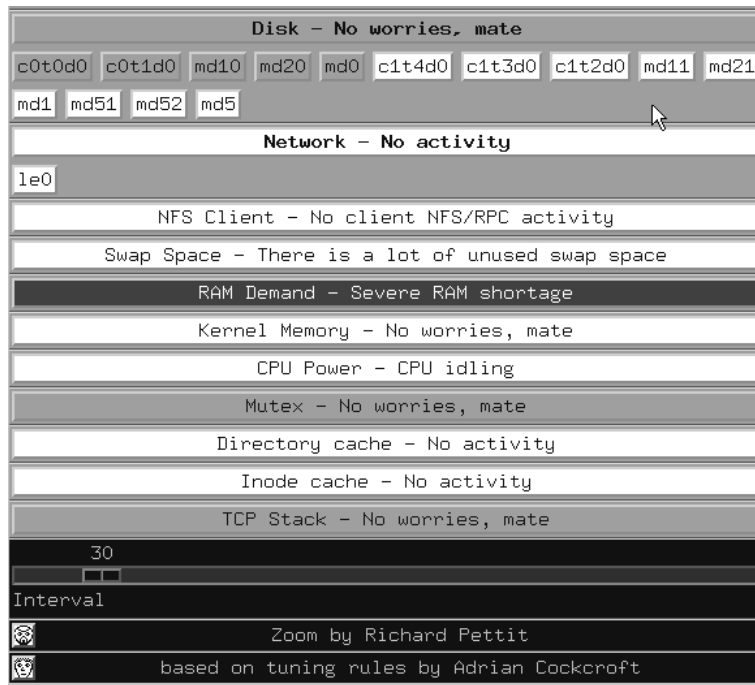 Disk - No worries, mate
c0t0d0 c0t1d0 md10 md20 md0 c1t4d0 c1t3d0 c1t2d0 md11 md21
md1 md51 md52 md5
Network - No activity
le0
NFS Client - No client NFS/RPC activity
Swap Space - There is a lot of unused swap space
RAM Demand - Severe RAM shortage
Kernel Memory - No worries, mate
CPU Power - CPU idling
Mutex - No worries, mate
Directory cache - No activity
Inode cache - No activity
TCP Stack - No worries, mate
30
Interval
Zoom by Richard Pettit
based on tuning rules by Adrian Cockcroft